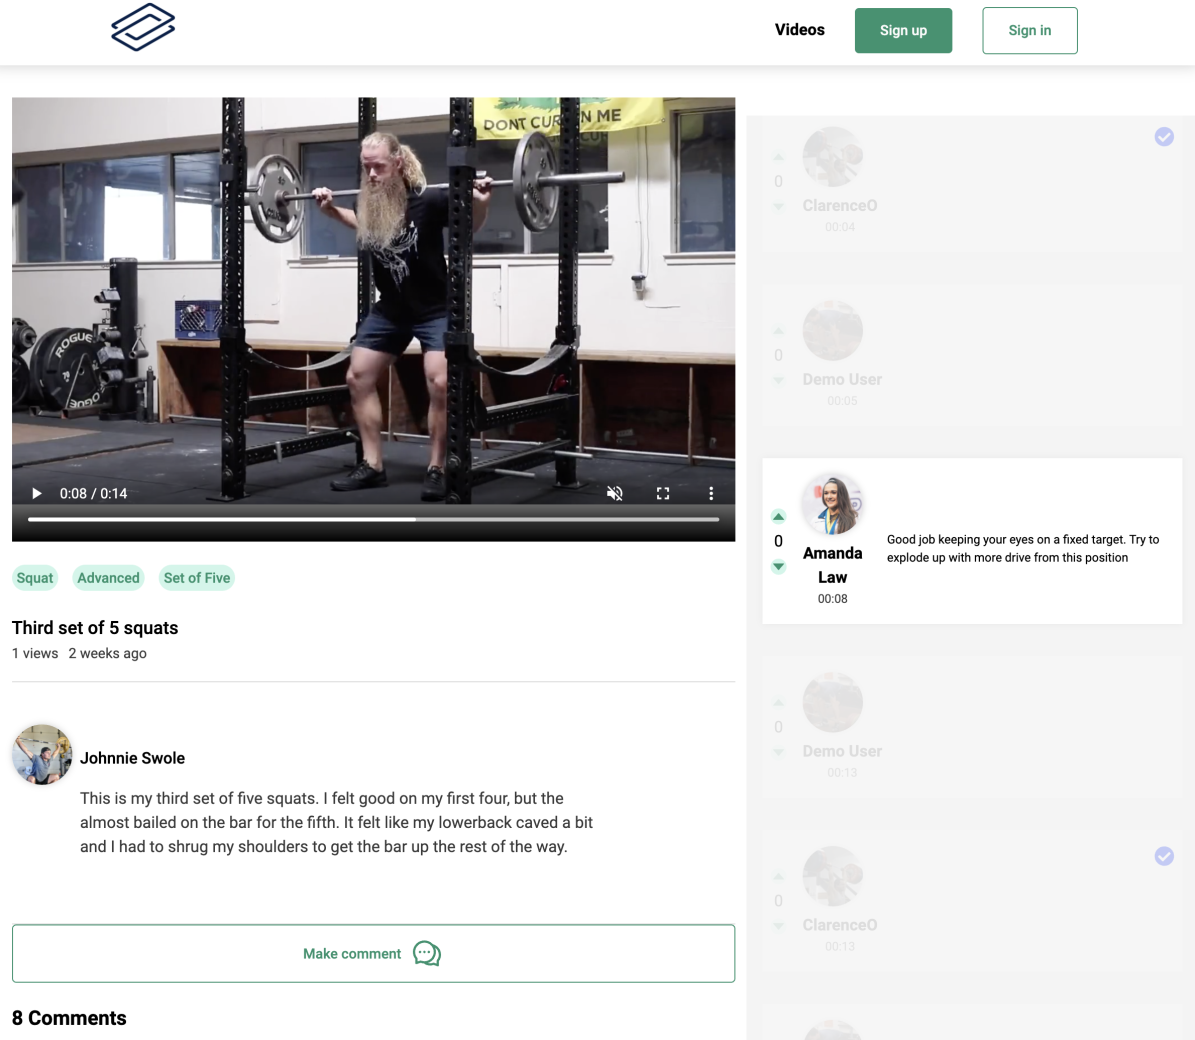 Videos
Sign up
Sign in
DONT CUR IN ME
ROGUE
0:08 / 0:14
Squat
Advanced
Set of Five
Third set of 5 squats
1 views 2 weeks ago
Johnnie Swole
This is my third set of five squats. I felt good on my first four, but the
almost bailed on the bar for the fifth. It felt like my lowerback caved a bit
and I had to shrug my shoulders to get the bar up the rest of the way.
Make comment
8 Comments
0
ClarenceO
00:04
0
Demo User
00:05
0
Amanda
Law
00:08
Good job keeping your eyes on a fixed target. Try to
explode up with more drive from this position
0
Demo User
00:13
0
ClarenceO
00:13